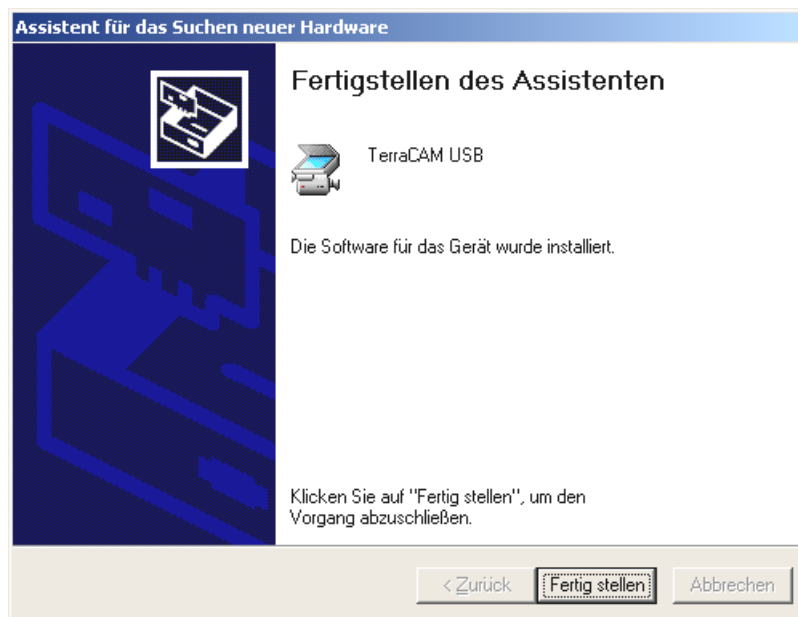 Assistent für das Suchen neuer Hardware
Fertigstellen des Assistenten
TerraCAM USB
Die Software für das Gerät wurde installiert.
Klicken Sie auf "Fertig stellen", um den
Vorgang abzuschließen.
< Zurück Fertig stellen Abbrechen